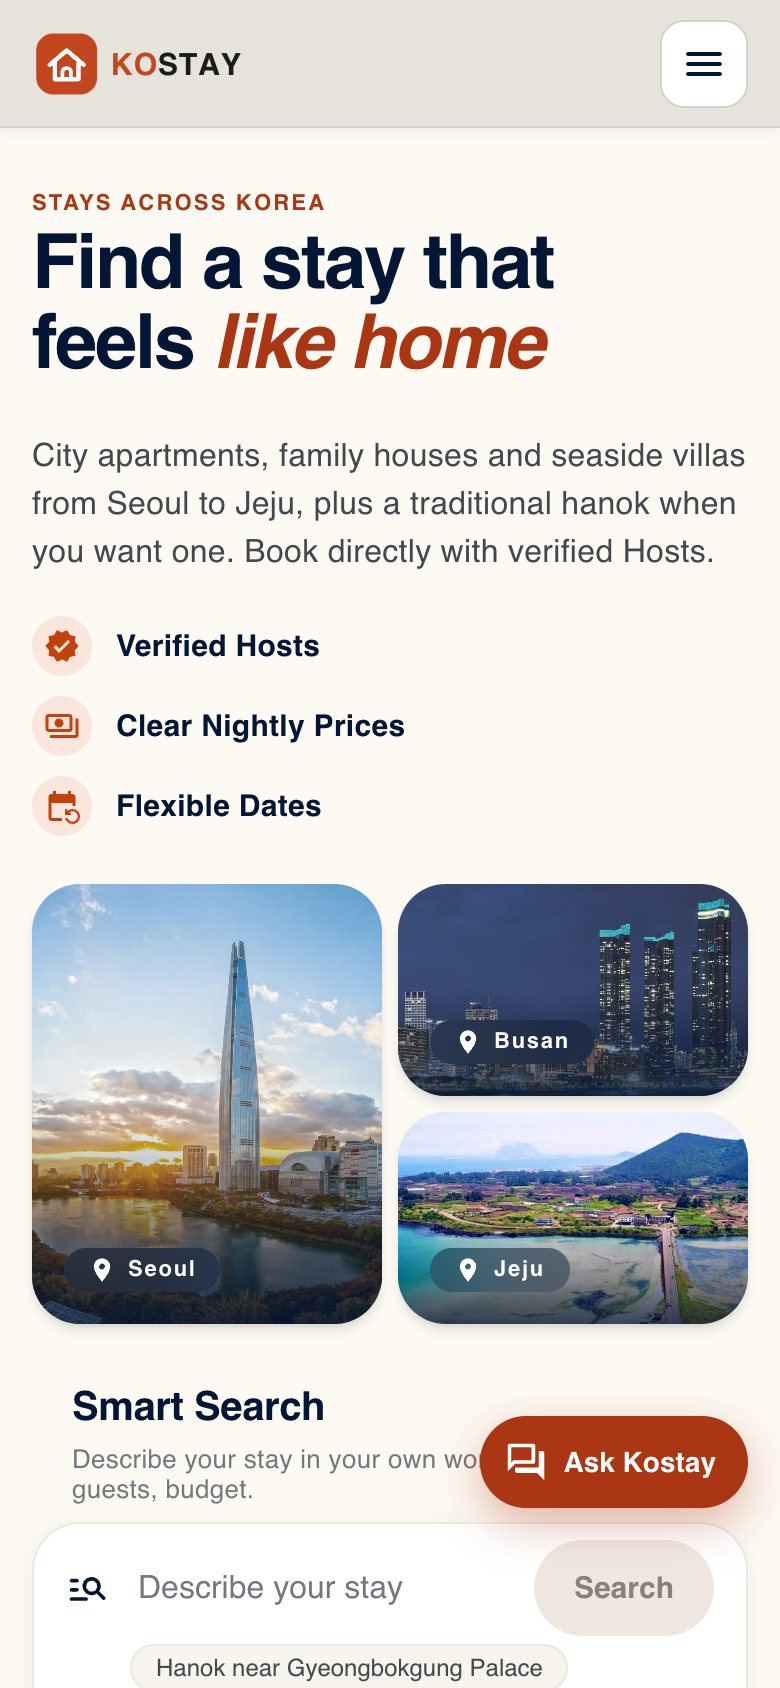 KOSTAY
STAYS ACROSS KOREA
Find a stay that
feels like home
City apartments, family houses and seaside villas
from Seoul to Jeju, plus a traditional hanok when
you want one. Book directly with verified Hosts.
Verified Hosts
Clear Nightly Prices
Flexible Dates
Seoul
Busan
Jeju
Smart Search
Describe your stay in your own
guests, budget.
Ask Kostay
Describe your stay
Search
Hanok near Gyeongbokgung Palace